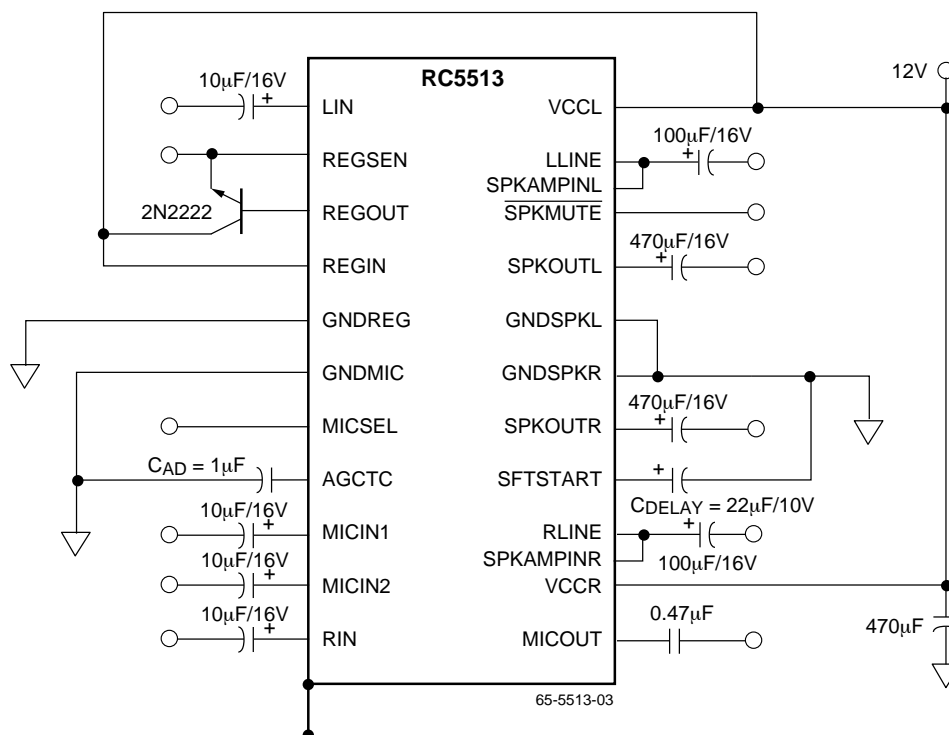 RC5513
12V
10µF/16V
LIN
VCCL
100µF/16V
REGSEN
LLINE
SPKAMPINL
2N2222
REGOUT
SPKMUTE
470µF/16V
REGIN
SPKOUTL
GNDREG
GNDSPKL
GNDMIC
GNDSPKR
470µF/16V
MICSEL
SPKOUTR
CAD = 1µF
AGCTC
SFTSTART
CDELAY = 22µF/10V
10µF/16V
MICIN1
RLINE
SPKAMPINR
100µF/16V
10µF/16V
MICIN2
VCCR
10µF/16V
RIN
0.47µF
MICOUT
470µF
65-5513-03
+
+
+
+
+
+
+
+
+